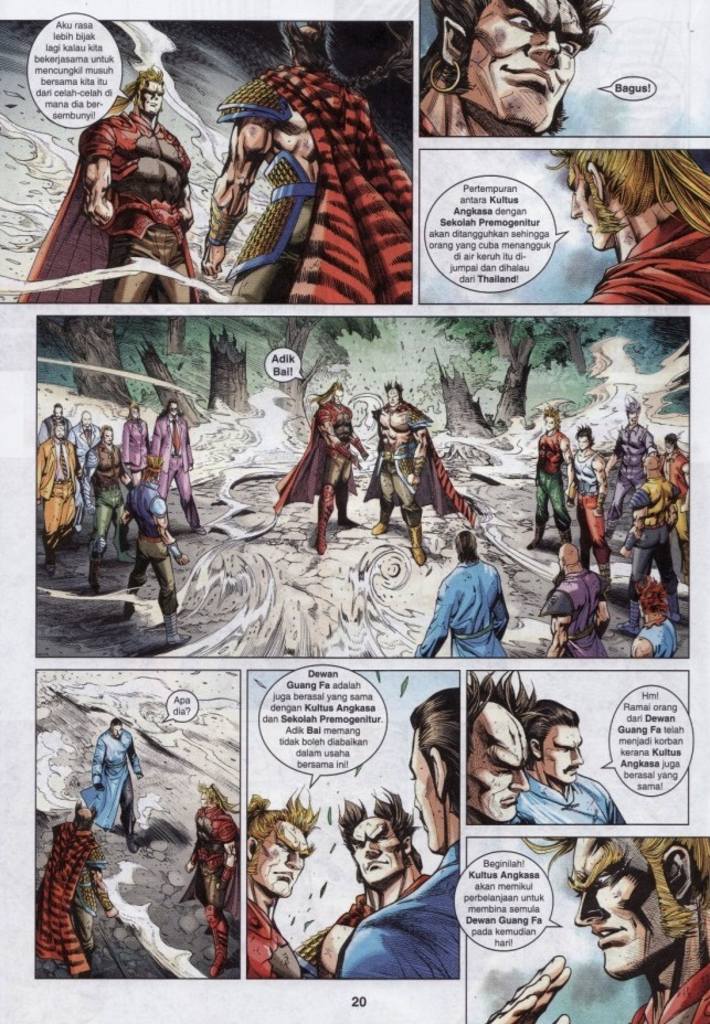 Aku rasa
lebih bijak
lagi kalau kita
bekerjasama untuk
mencungkil musuh
bersama kita itu
dari celah-celah di
mana dia ber-
sembunyi!
Bagus!
Pertempuran
antara Kultus
Angkasa dengan
Sekolah Premogenitur
akan ditangguhkan sehingga
orang yang cuba menangguk
di air keruh itu di-
jumpai dan dihalau
dari Thailand!
Adik
Bai!
Apa
dia?
Dewan
Guang Fa adalah
juga berasal yang sama
dengan Kultus Angkasa
dan Sekolah Premogenitur.
Adik Bai memang
tidak boleh diabaikan
dalam usaha
bersama ini!
Hm!
Ramai orang
dari Dewan
Guang Fa telah
menjadi korban
kerana Kultus
Angkasa juga
berasal yang
sama!
Beginilah!
Kultus Angkasa
akan memikul
perbelanjaan untuk
membina semula
Dewan Guang Fa
pada kemudian
hari!
20